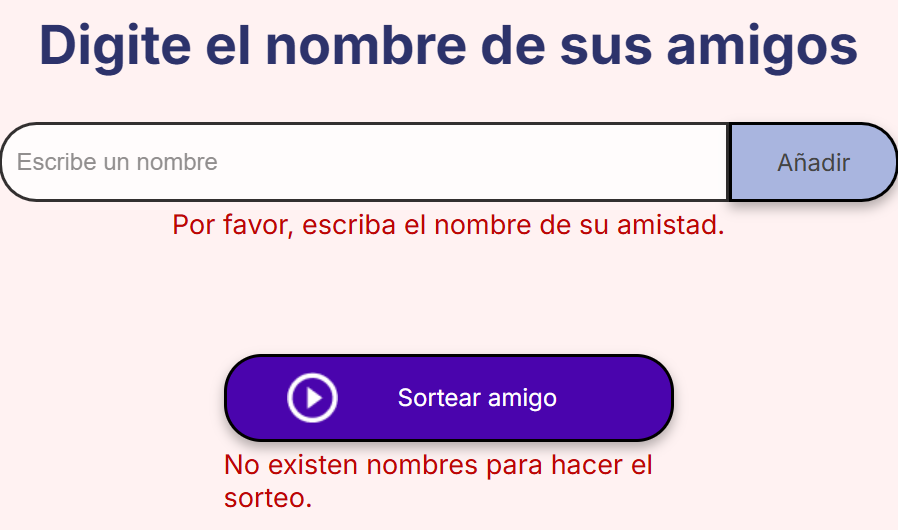 Digite el nombre de sus amigos
Escribe un nombre
Añadir
Por favor, escriba el nombre de su amistad.
Sortear amigo
No existen nombres para hacer el
sorteo.